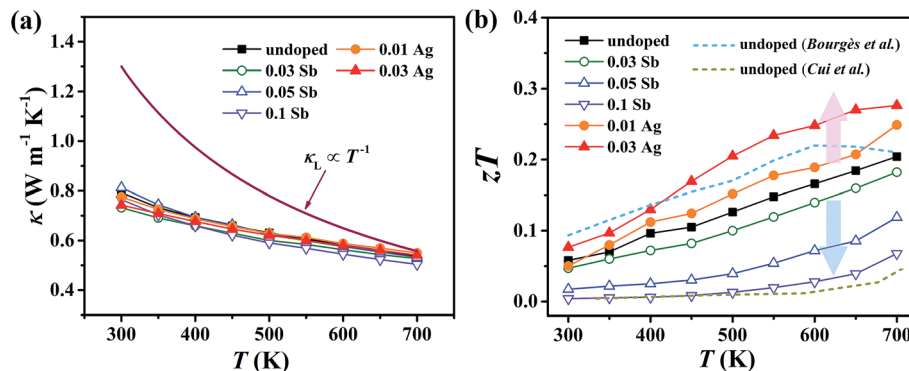 (a)
κ (W m⁻¹ K⁻¹)
1.4
1.2
1.0
0.8
0.6
0.4
undoped
0.03 Sb
0.05 Sb
0.1 Sb
0.01 Ag
0.03 Ag
κL ∝ T⁻¹
300 400 500 600 700
T (K)
(b)
zT
0.4
0.3
0.2
0.1
0.0
undoped
0.03 Sb
0.05 Sb
0.1 Sb
0.01 Ag
0.03 Ag
undoped (Bourgès et al.)
undoped (Cui et al.)
300 400 500 600 700
T (K)